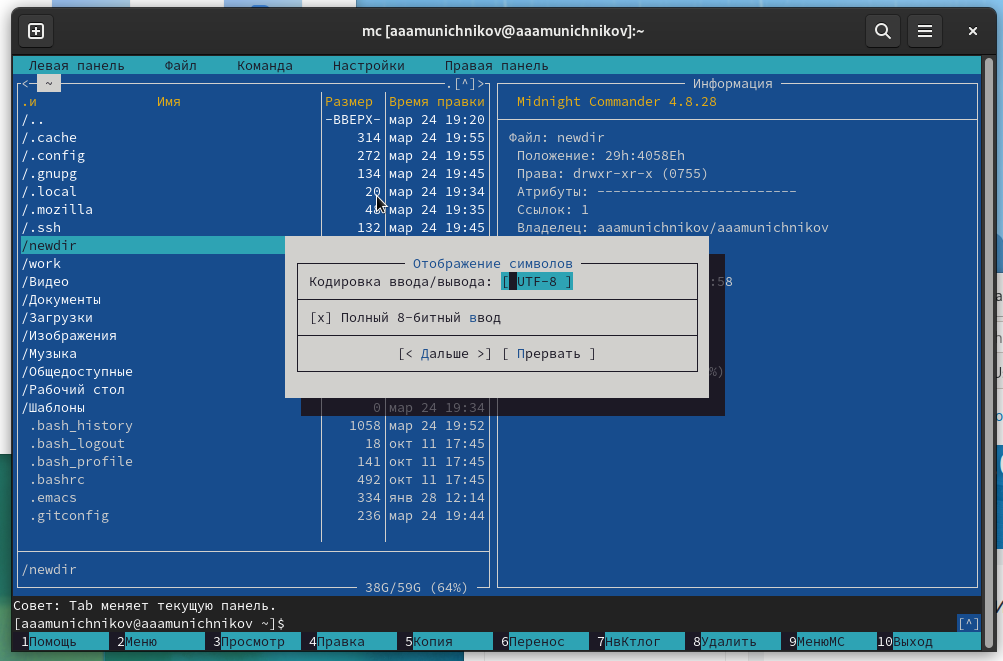 mc [aaamunichnikov@aaamunichnikov]:~
Левая панель Файл Команда Настройки Правая панель
<─ ~ .[^]>
.и Имя Размер Время правки
/.. -ВВЕРХ- мар 24 19:20
/.cache 314 мар 24 19:55
/.config 272 мар 24 19:55
/.gnupg 134 мар 24 19:45
/.local 20 мар 24 19:34
/.mozilla мар 24 19:35
/.ssh 132 мар 24 19:45
/newdir
/work
/Видео
/Документы
/Загрузки
/Изображения
/Музыка
/Общедоступные
/Рабочий стол
/Шаблоны 0 мар 24 19:34
.bash_history 1058 мар 24 19:52
.bash_logout 18 окт 11 17:45
.bash_profile 141 окт 11 17:45
.bashrc 492 окт 11 17:45
.emacs 334 янв 28 12:14
.gitconfig 236 мар 24 19:44
/newdir
38G/59G (64%)
Информация
Midnight Commander 4.8.28
Файл: newdir
Положение: 29h:4058Eh
Права: drwxr-xr-x (0755)
Атрибуты: -------------------------
Ссылок: 1
Владелец: aaamunichnikov/aaamunichnikov
:58
%)
Отображение символов
Кодировка ввода/вывода: [ UTF-8 ]
[x] Полный 8-битный ввод
[< Дальше >] [ Прервать ]
Совет: Tab меняет текущую панель.
[aaamunichnikov@aaamunichnikov ~]$ [^]
1Помощь 2Меню 3Просмотр 4Правка 5Копия 6Перенос 7НвКтлог 8Удалить 9МенюMC 10Выход